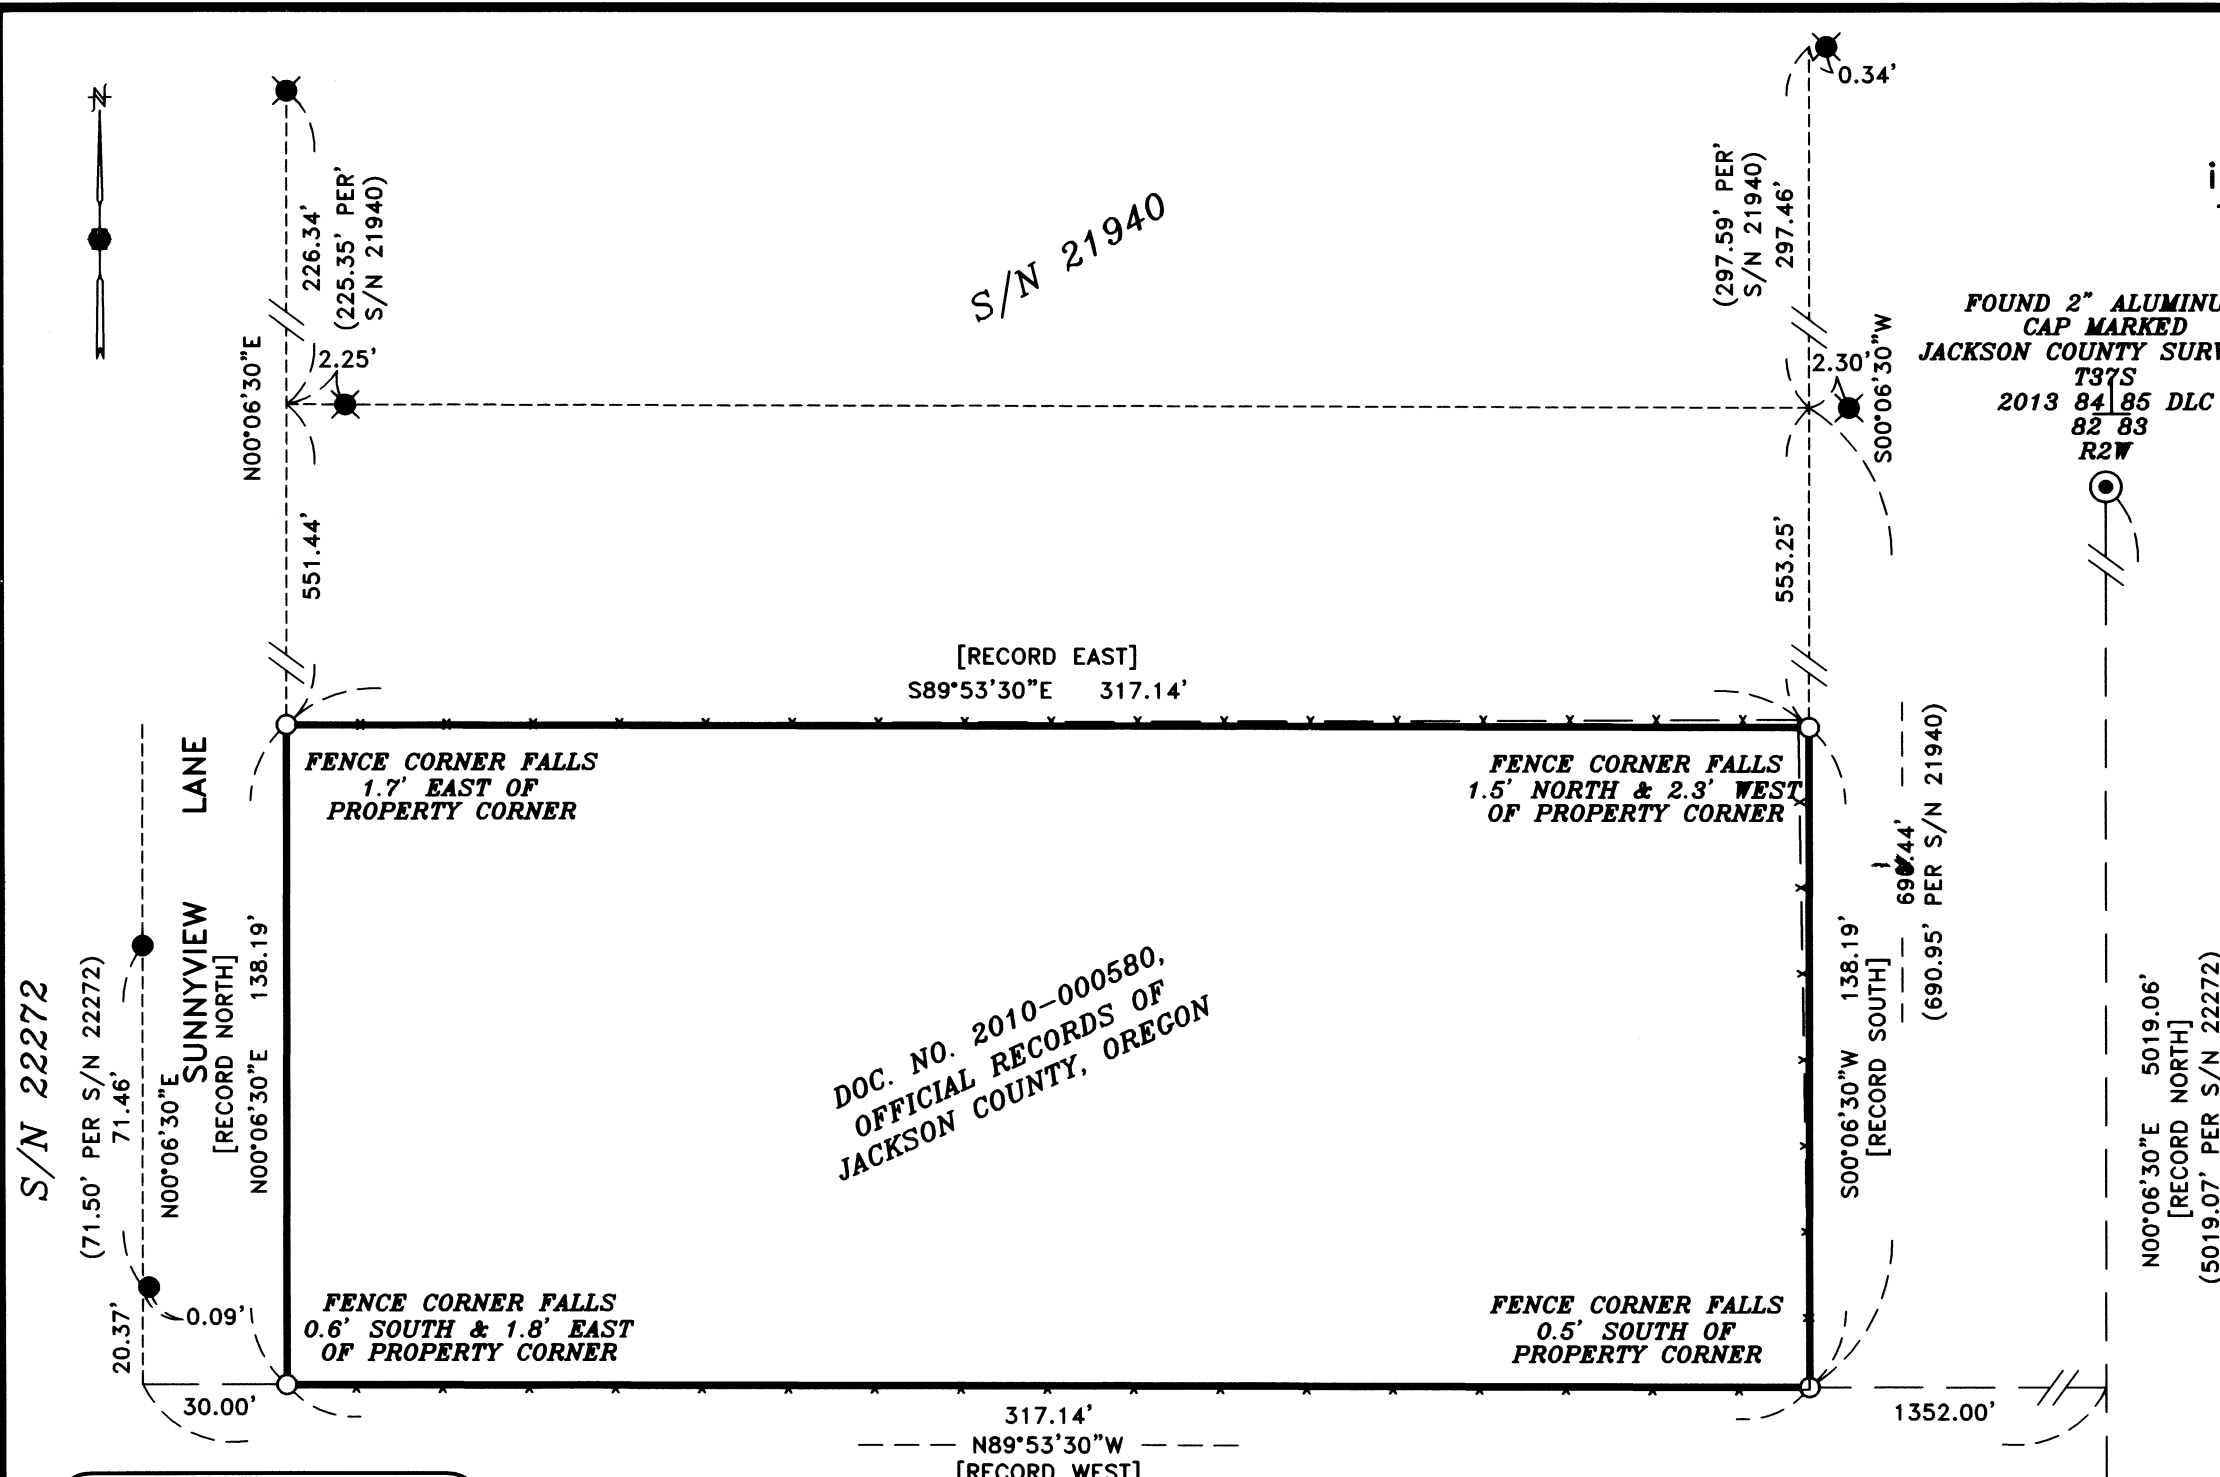 N
0.34'
226.34'
(225.35' PER'
S/N 21940)
S/N 21940
(297.59' PER'
S/N 21940)
297.46'
N00°06'30"E
2.25'
2.30'
S00°06'30"W
FOUND 2"
CAP MARKED
JACKSON COUNTY
T37S
2013 84 85 DLC
82 83
R2W
551.44'
553.25'
[RECORD EAST]
S89°53'30"E 317.14'
FENCE CORNER FALLS
1.7' EAST OF
PROPERTY CORNER
FENCE CORNER FALLS
1.5' NORTH & 2.3' WEST
OF PROPERTY CORNER
SUNNYVIEW LANE
[RECORD NORTH]
N00°06'30"E 138.19'
S/N 22272
(71.50' PER S/N 22272)
71.46'
N00°06'30"E
DOC. NO. 2010-000580,
OFFICIAL RECORDS OF
JACKSON COUNTY, OREGON
S00°06'30"W 138.19'
[RECORD SOUTH]
(690.95' PER S/N 21940)
N00°06'30"E 5019.06'
[RECORD NORTH]
(5019.07' PER S/N 22272)
20.37'
0.09'
FENCE CORNER FALLS
0.6' SOUTH & 1.8' EAST
OF PROPERTY CORNER
FENCE CORNER FALLS
0.5' SOUTH OF
PROPERTY CORNER
30.00'
317.14'
1352.00'
N89°53'30"W
[RECORD WEST]